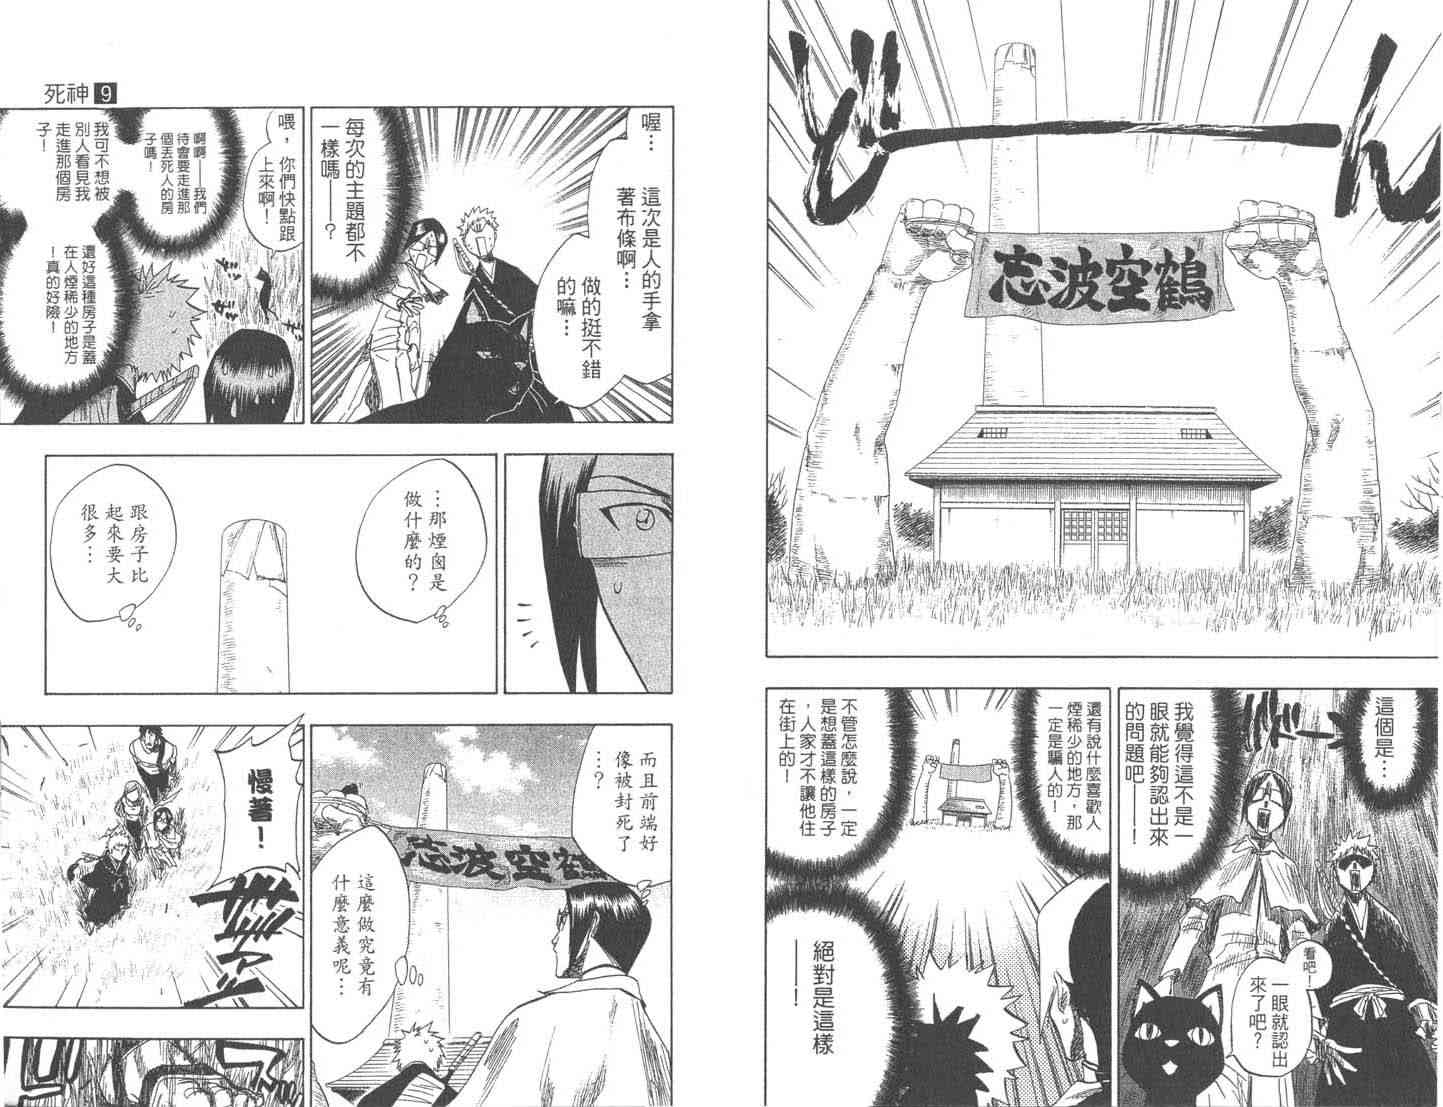 どーん
忘波空鶴
這個是…
我覺得這不是一
眼就能夠認出來
的問題吧——！
看吧！
一眼就認出
來了吧？
還有說什麼喜歡人
煙稀少的地方，那
一定是騙人的！
不管怎麼說，一定
是想蓋這樣的房子
，人家才不讓他住
在街上的！
絕對是這樣
——！
死神 9
喔…
這次是人的手拿
著布條啊…
做的挺不錯
的嘛…
每次的主題都不
一樣嗎——？
喂，你們快點跟
上來啊！
啊啊——我們
待會要走進那
個丟死人的房
子嗎！
我可不想被
別人看見我
走進那個房
子！
還好這種房子是蓋
在人煙稀少的地方
！真的好險！
…那煙囪是
做什麼的？
跟房子比
起來要大
很多…
而且前端好
像被封死了
…？
忘波空鶴
這麼做究竟有
什麼意義呢…
慢著！